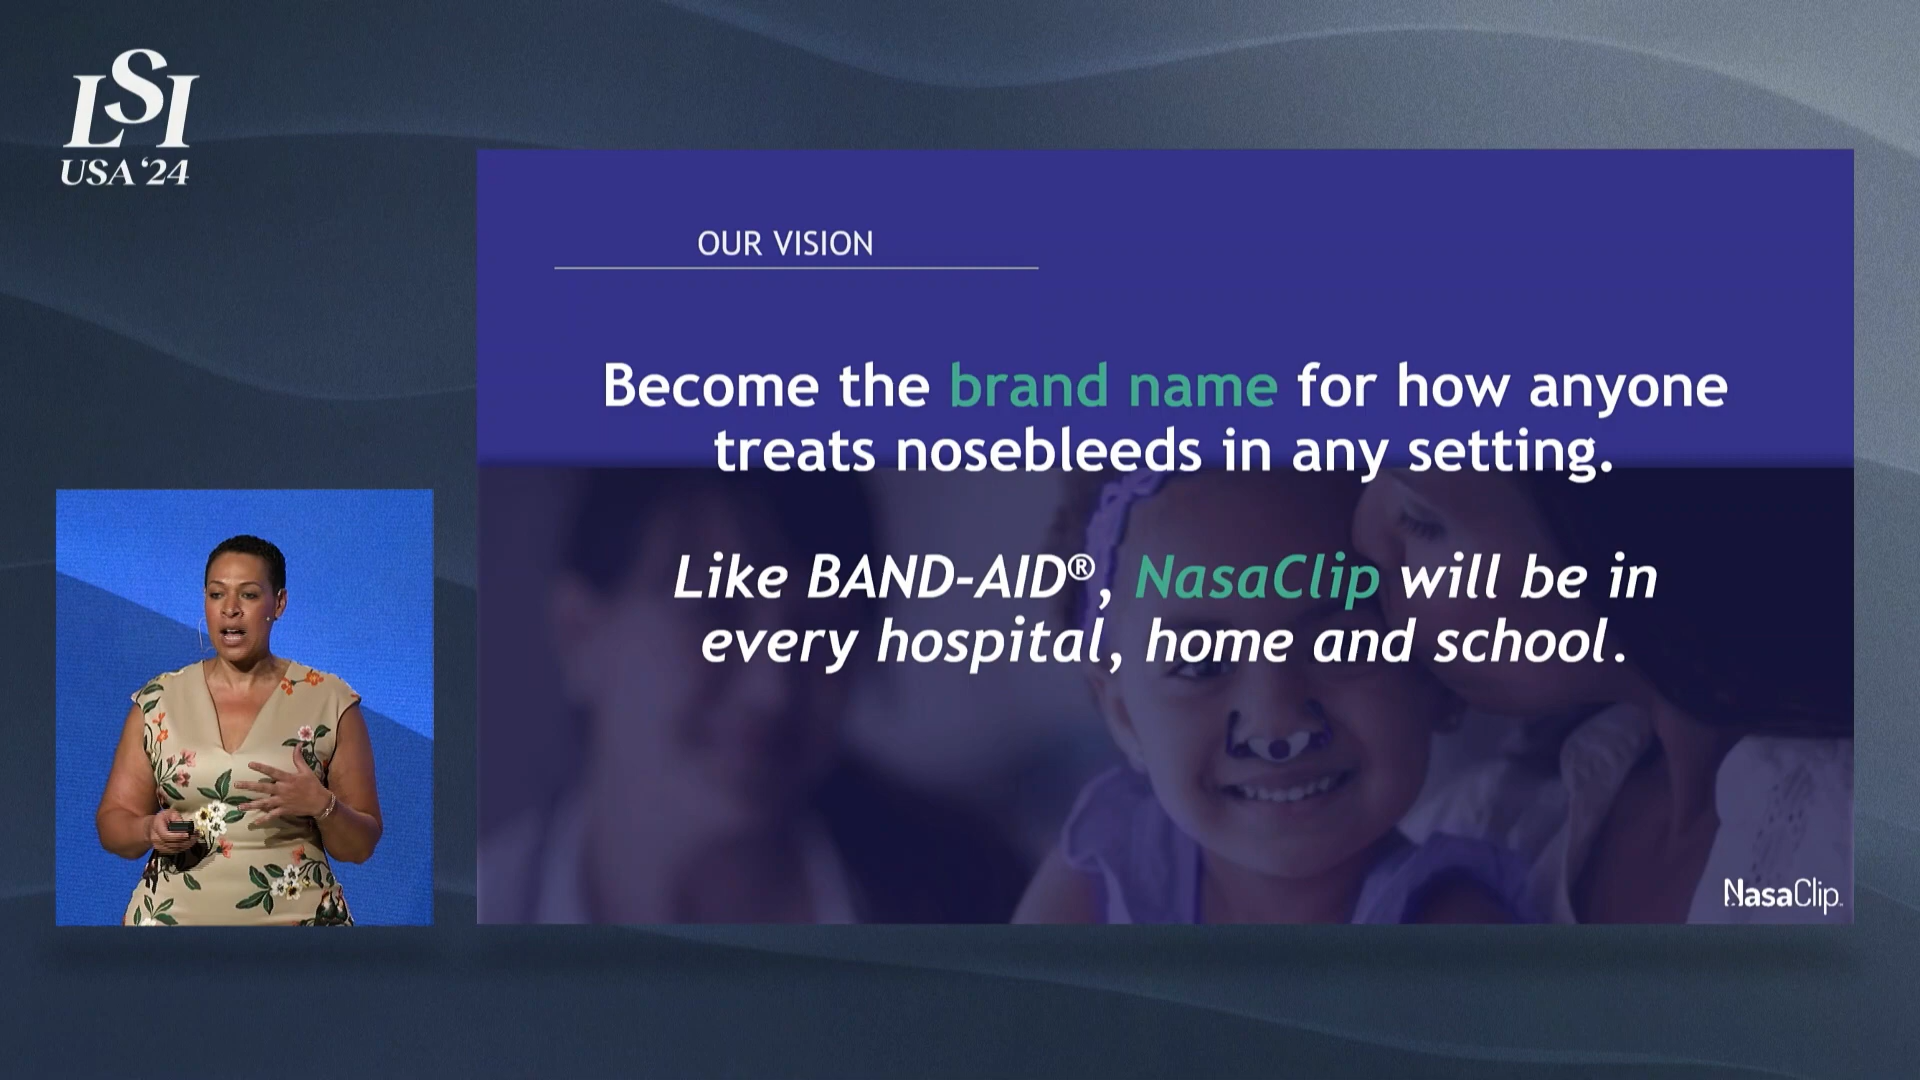 LSI
USA '24
OUR VISION
Become the brand name for how anyone
treats nosebleeds in any setting.
Like BAND-AID®, NasaClip will be in
every hospital, home and school.
NasaClip